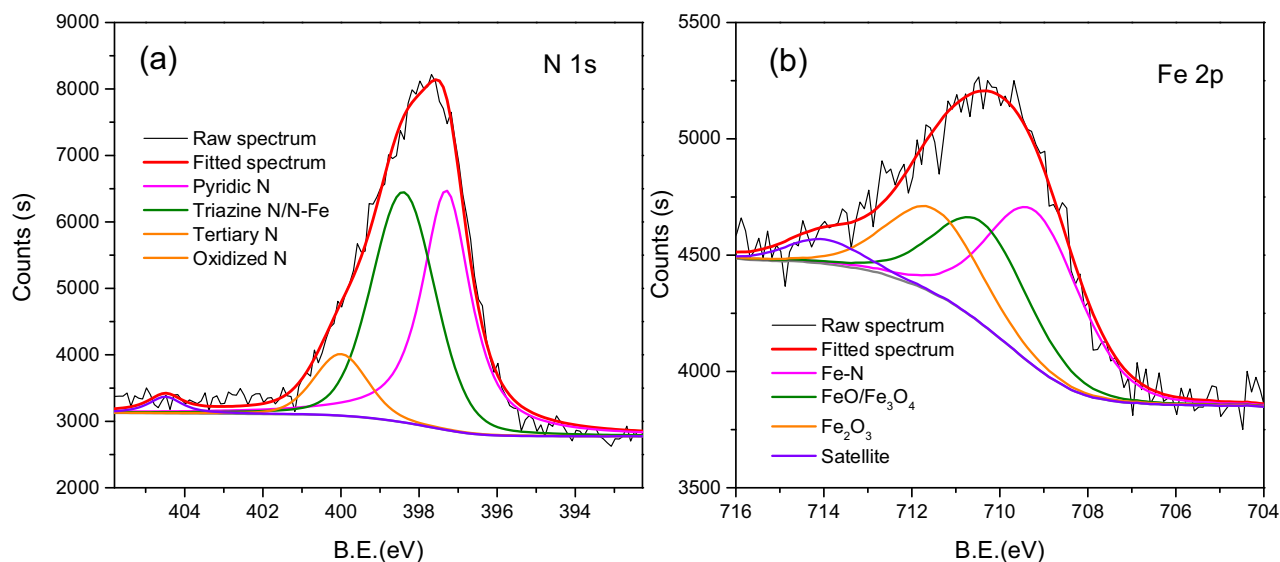 (a)
N 1s
Raw spectrum
Fitted spectrum
Pyridic N
Triazine N/N-Fe
Tertiary N
Oxidized N
9000
8000
7000
6000
5000
4000
3000
2000
Counts (s)
404 402 400 398 396 394
B.E.(eV)
(b)
Fe 2p
Raw spectrum
Fitted spectrum
Fe-N
FeO/Fe₃O₄
Fe₂O₃
Satellite
5500
5000
4500
4000
3500
Counts (s)
716 714 712 710 708 706 704
B.E.(eV)